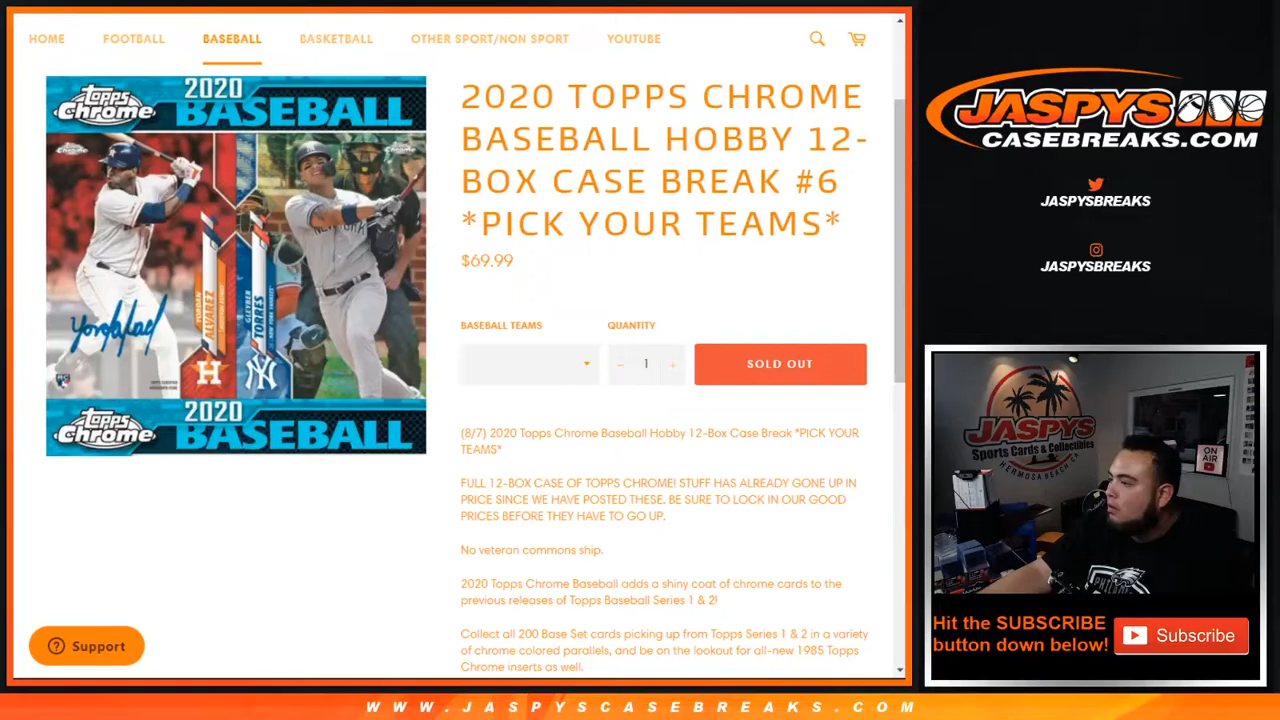 HOME FOOTBALL BASEBALL BASKETBALL OTHER SPORT/NON SPORT YOUTUBE
2020
Topps Chrome
BASEBALL
YORDAN ALVAREZ
GLEYBER TORRES
NEW YORK
H
NY
RC
2020
Topps Chrome
BASEBALL
2020 TOPPS CHROME
BASEBALL HOBBY 12-
BOX CASE BREAK #6
*PICK YOUR TEAMS*
$69.99
BASEBALL TEAMS QUANTITY
− 1 +
SOLD OUT
(8/7) 2020 Topps Chrome Baseball Hobby 12-Box Case Break *PICK YOUR
TEAMS*
FULL 12-BOX CASE OF TOPPS CHROME! STUFF HAS ALREADY GONE UP IN
PRICE SINCE WE HAVE POSTED THESE. BE SURE TO LOCK IN OUR GOOD
PRICES BEFORE THEY HAVE TO GO UP.
No veteran commons ship.
2020 Topps Chrome Baseball adds a shiny coat of chrome cards to the
previous releases of Topps Baseball Series 1 & 2!
Collect all 200 Base Set cards picking up from Topps Series 1 & 2 in a variety
of chrome colored parallels, and be on the lookout for all-new 1985 Topps
Chrome inserts as well.
Support
JASPYS
CASEBREAKS.COM
JASPYSBREAKS
JASPYSBREAKS
JASPYS
Sports Cards & Collectibles
HERMOSA BEACH, CA
ON
AIR
Hit the SUBSCRIBE
button down below!
Subscribe
WWW.JASPYSCASEBREAKS.COM